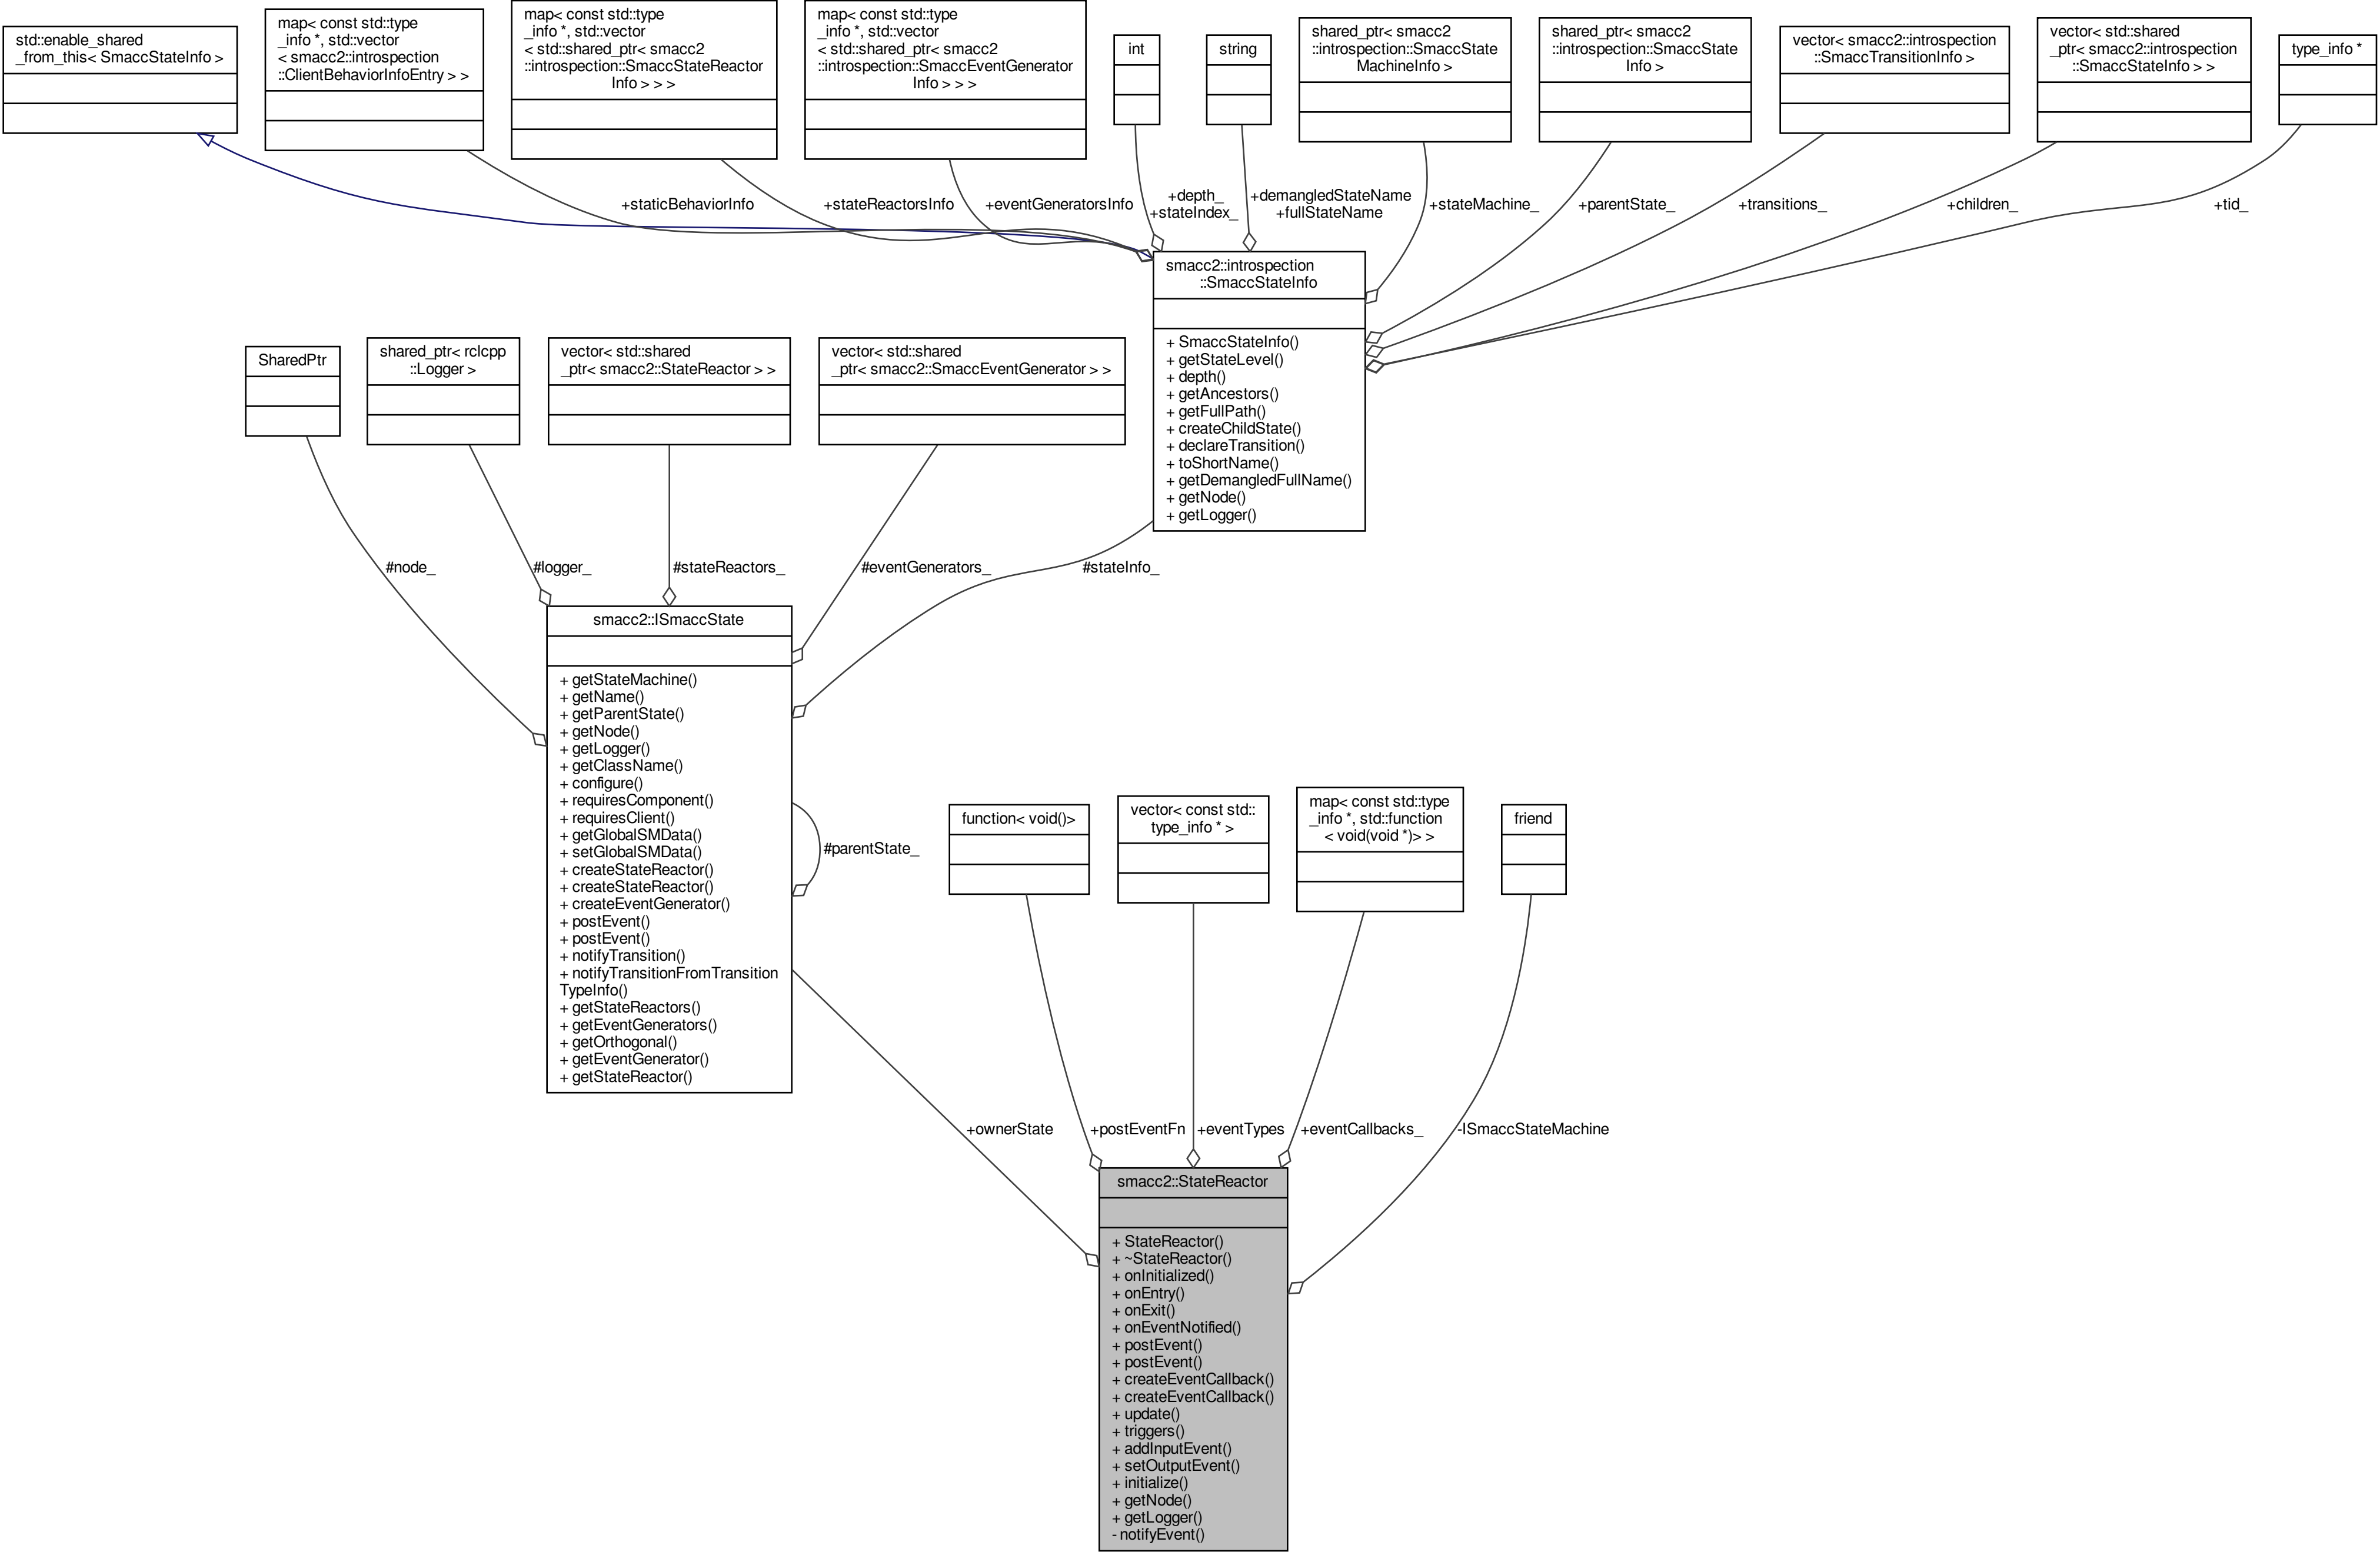 std::enable_shared
_from_this< SmaccStateInfo >
map< const std::type
_info *, std::vector
< smacc2::introspection
::ClientBehaviorInfoEntry > >
map< const std::type
_info *, std::vector
< std::shared_ptr< smacc2
::introspection::SmaccStateReactor
Info > > >
map< const std::type
_info *, std::vector
< std::shared_ptr< smacc2
::introspection::SmaccEventGenerator
Info > > >
int
string
shared_ptr< smacc2
::introspection::SmaccState
MachineInfo >
shared_ptr< smacc2
::introspection::SmaccState
Info >
vector< smacc2::introspection
::SmaccTransitionInfo >
vector< std::shared
_ptr< smacc2::introspection
::SmaccStateInfo > >
type_info *
+staticBehaviorInfo
+stateReactorsInfo
+eventGeneratorsInfo
+depth_
+stateIndex_
+demangledStateName
+fullStateName
+stateMachine_
+parentState_
+transitions_
+children_
+tid_
smacc2::introspection
::SmaccStateInfo
+ SmaccStateInfo()
+ getStateLevel()
+ depth()
+ getAncestors()
+ getFullPath()
+ createChildState()
+ declareTransition()
+ toShortName()
+ getDemangledFullName()
+ getNode()
+ getLogger()
SharedPtr
shared_ptr< rclcpp
::Logger >
vector< std::shared
_ptr< smacc2::StateReactor > >
vector< std::shared
_ptr< smacc2::SmaccEventGenerator > >
#node_
#logger_
#stateReactors_
#eventGenerators_
#stateInfo_
smacc2::ISmaccState
+ getStateMachine()
+ getName()
+ getParentState()
+ getNode()
+ getLogger()
+ getClassName()
+ configure()
+ requiresComponent()
+ requiresClient()
+ getGlobalSMData()
+ setGlobalSMData()
+ createStateReactor()
+ createStateReactor()
+ createEventGenerator()
+ postEvent()
+ postEvent()
+ notifyTransition()
+ notifyTransitionFromTransition
TypeInfo()
+ getStateReactors()
+ getEventGenerators()
+ getOrthogonal()
+ getEventGenerator()
+ getStateReactor()
#parentState_
function< void()>
vector< const std::
type_info * >
map< const std::type
_info *, std::function
< void(void *)> >
friend
+ownerState
+postEventFn
+eventTypes
+eventCallbacks_
-ISmaccStateMachine
smacc2::StateReactor
+ StateReactor()
+ ~StateReactor()
+ onInitialized()
+ onEntry()
+ onExit()
+ onEventNotified()
+ postEvent()
+ postEvent()
+ createEventCallback()
+ createEventCallback()
+ update()
+ triggers()
+ addInputEvent()
+ setOutputEvent()
+ initialize()
+ getNode()
+ getLogger()
- notifyEvent()